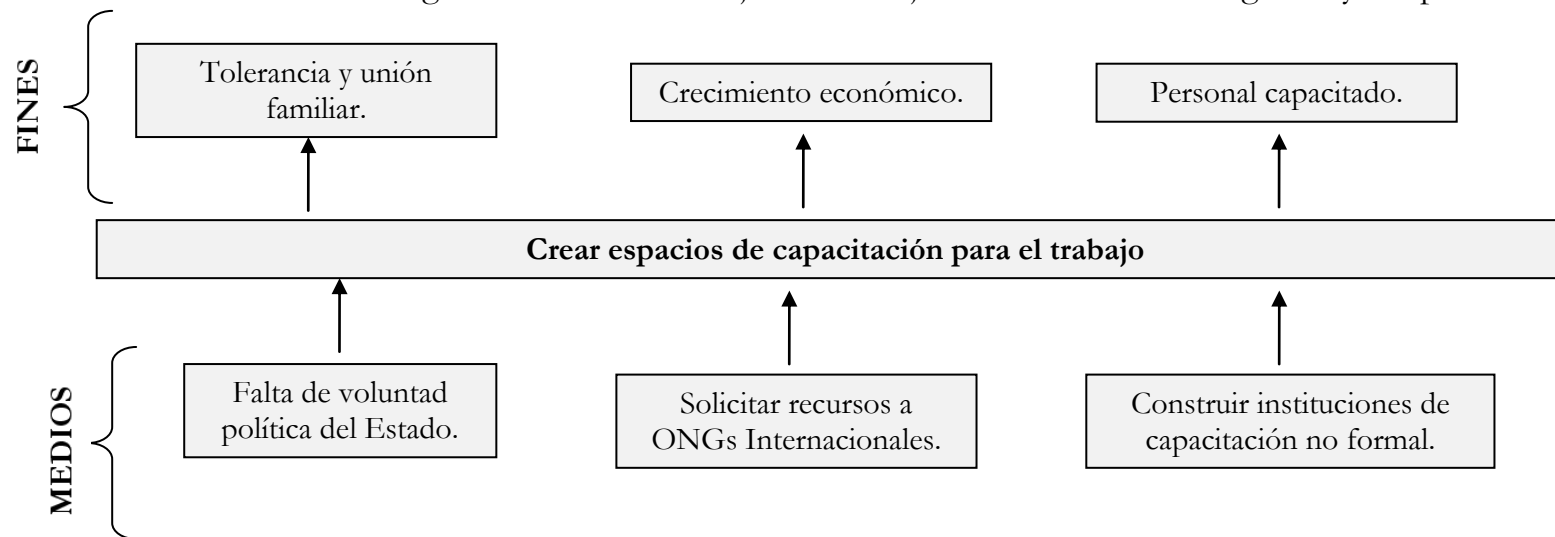 FINES
Tolerancia y unión
familiar.
Crecimiento económico.
Personal capacitado.
Crear espacios de capacitación para el trabajo
MEDIOS
Falta de voluntad
política del Estado.
Solicitar recursos a
ONGs Internacionales.
Construir instituciones de
capacitación no formal.